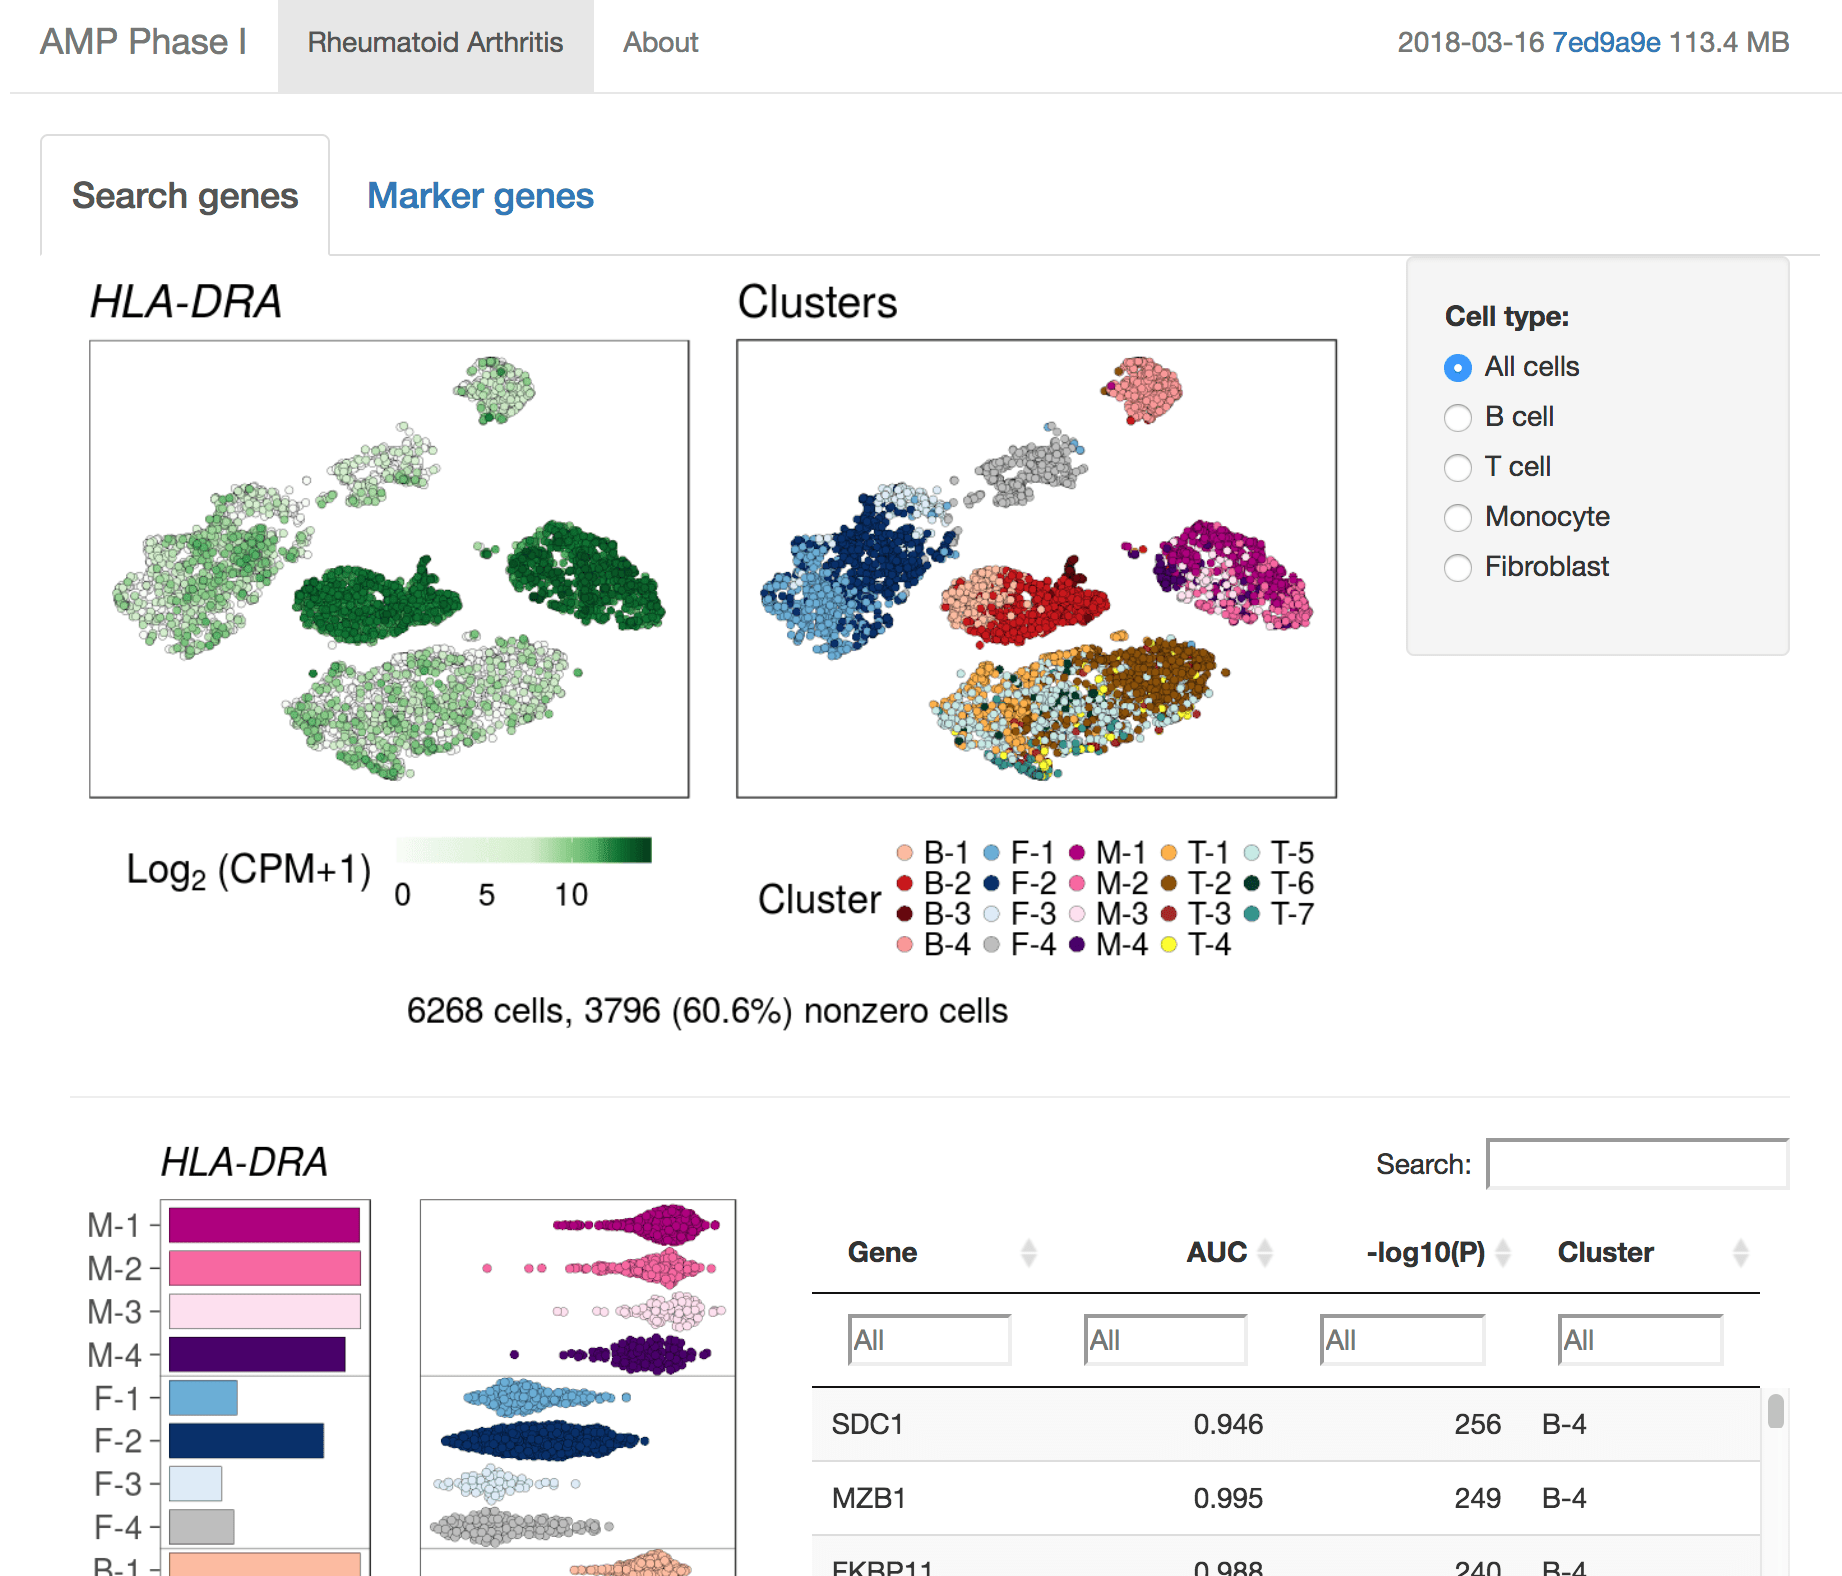 AMP Phase I Rheumatoid Arthritis About 2018-03-16 7ed9a9e 113.4 MB
Search genes Marker genes
HLA-DRA Clusters
Cell type:
All cells
B cell
T cell
Monocyte
Fibroblast
Log2 (CPM+1)
0 5 10
Cluster
B-1 F-1 M-1 T-1 T-5
B-2 F-2 M-2 T-2 T-6
B-3 F-3 M-3 T-3 T-7
B-4 F-4 M-4 T-4
6268 cells, 3796 (60.6%) nonzero cells
HLA-DRA
M-1
M-2
M-3
M-4
F-1
F-2
F-3
F-4
B-1
Search:
Gene AUC -log10(P) Cluster
All All All All
SDC1 0.946 256 B-4
MZB1 0.995 249 B-4
FKBP11 0.988 240 B-4